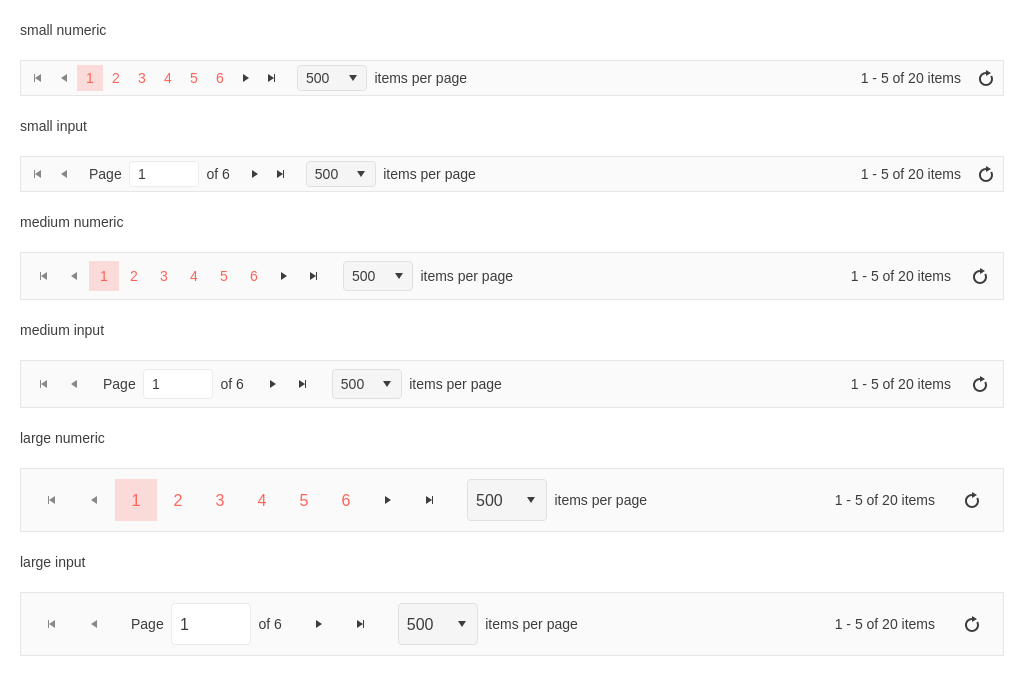 small numeric
1 2 3 4 5 6 500 items per page 1 - 5 of 20 items
small input
Page 1 of 6 500 items per page 1 - 5 of 20 items
medium numeric
1 2 3 4 5 6 500 items per page 1 - 5 of 20 items
medium input
Page 1 of 6 500 items per page 1 - 5 of 20 items
large numeric
1 2 3 4 5 6 500 items per page 1 - 5 of 20 items
large input
Page 1 of 6 500 items per page 1 - 5 of 20 items